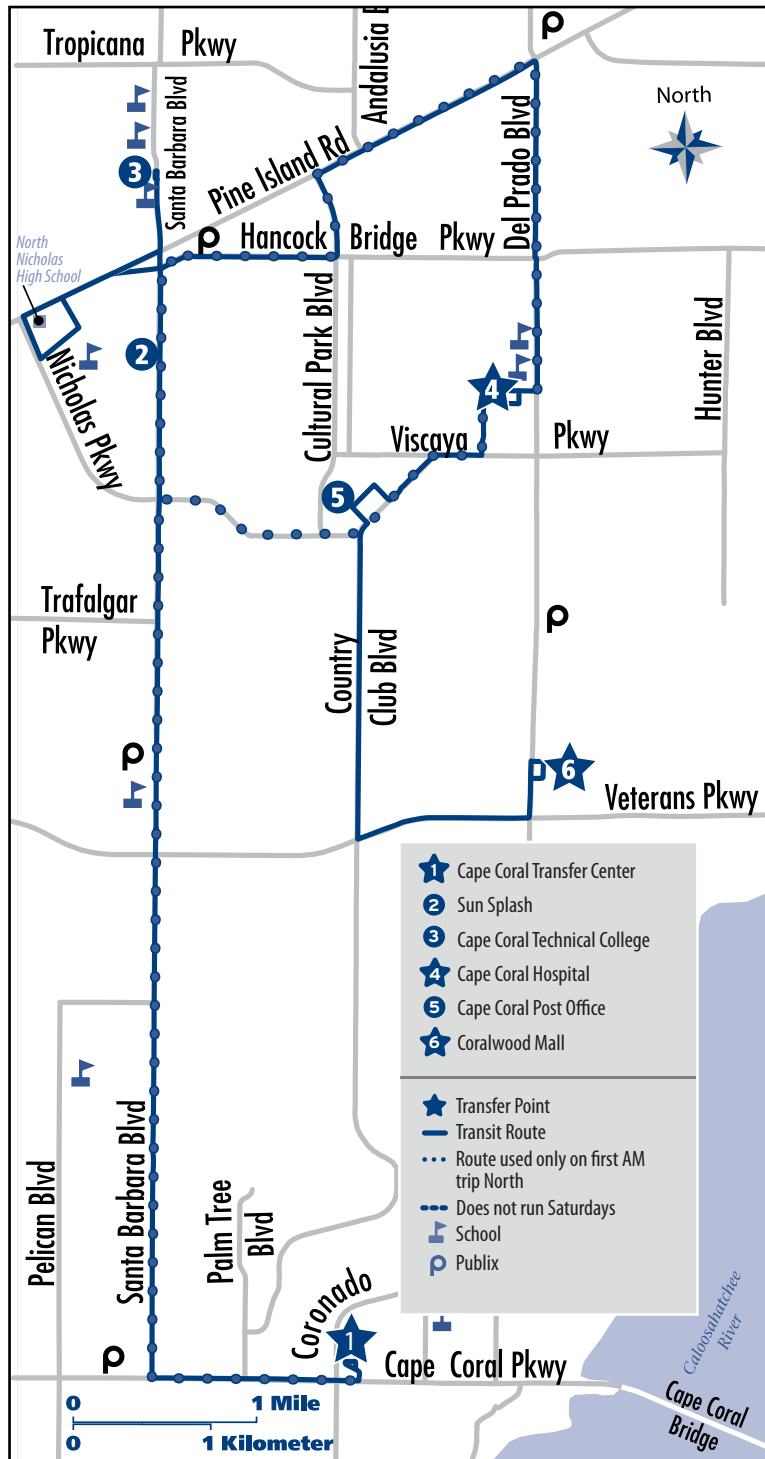 Tropicana Pkwy
Andalusia B
North
Santa Barbara Blvd
Pine Island Rd
Del Prado Blvd
3
North
Nicholas
High School
Hancock Bridge Pkwy
2
Nicholas Pkwy
Cultural Park Blvd
Hunter Blvd
4
Viscaya Pkwy
5
Trafalgar
Pkwy
Country
Club Blvd
6
Veterans Pkwy
1 Cape Coral Transfer Center
2 Sun Splash
3 Cape Coral Technical College
4 Cape Coral Hospital
5 Cape Coral Post Office
6 Coralwood Mall
Transfer Point
Transit Route
Route used only on first AM
trip North
Does not run Saturdays
School
Publix
Pelican Blvd
Santa Barbara Blvd
Palm Tree
Blvd
Coronado
1
Cape Coral Pkwy
Caloosahatchee
River
Cape Coral
Bridge
0 1 Mile
0 1 Kilometer